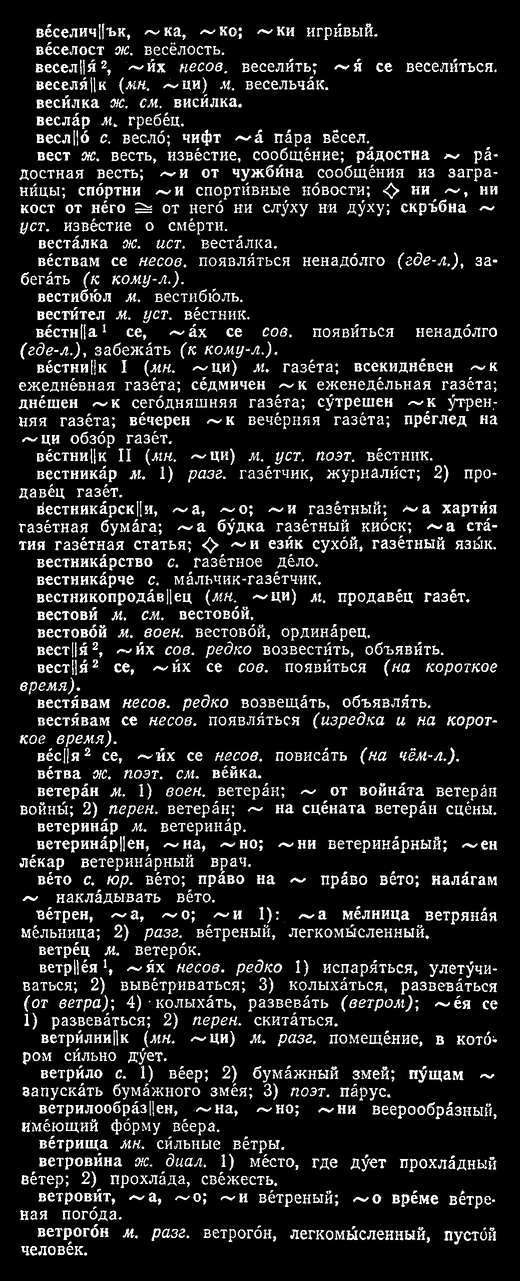 ве́селич||ък, ~ка, ~ко; ~ки игри́вый.
ве́селост ж. весёлость.
весел||я́², ~и́х несов. весели́ть; ~я́ се весели́ться.
веселя́||к (мн. ~ци) м. весельча́к.
веси́лка ж. см. виси́лка.
весла́р м. гребе́ц.
весл||о́ с. весло́; чифт ~а́ па́ра вёсел.
вест ж. весть, изве́стие, сообще́ние; ра́достна ~ ра́-
достная весть; ~и от чужби́на сообще́ния из загра-
ни́цы; спо́ртни ~и спорти́вные но́вости; ◇ ни ~, ни
кост от не́го ≅ от него́ ни слу́ху ни ду́ху; скръ́бна ~
уст. изве́стие о сме́рти.
веста́лка ж. ист. веста́лка.
ве́ствам се несов. появля́ться ненадо́лго (где-л.), за-
бега́ть (к кому-л.).
вестибю́л м. вестибю́ль.
вести́тел м. уст. ве́стник.
ве́стн||а¹ се, ~ах се сов. появи́ться ненадо́лго
(где-л.), забежа́ть (к кому-л.).
ве́стни||к I (мн. ~ци) м. газе́та; всекидне́вен ~к
ежедне́вная газе́та; се́дмичен ~к еженеде́льная газе́та;
дне́шен ~к сего́дняшняя газе́та; су́трешен ~к у́трен-
няя газе́та; ве́черен ~к вече́рняя газе́та; пре́глед на
~ци обзо́р газе́т.
ве́стни||к II (мн. ~ци) м. уст. поэт. ве́стник.
вестника́р м. 1) разг. газе́тчик, журнали́ст; 2) про-
даве́ц газе́т.
вестника́рск||и, ~а, ~о; ~и газе́тный; ~а харти́я
газе́тная бума́га; ~а бу́дка газе́тный кио́ск; ~а ста-
тия́ газе́тная статья́; ◇ ~и ези́к сухо́й, газе́тный язы́к.
вестника́рство с. газе́тное де́ло.
вестника́рче с. ма́льчик-газе́тчик.
вестникопрода́в||ец (мн. ~ци) м. продаве́ц газе́т.
вестови́ м. см. вестово́й.
вестово́й м. воен. вестово́й, ордина́рец.
вест||я́², ~и́х сов. редко возвести́ть, объяви́ть.
вест||я́² се, ~и́х се сов. появи́ться (на короткое
время).
вестя́вам несов. редко возвеща́ть, объявля́ть.
вестя́вам се несов. появля́ться (изредка и на корот-
кое время).
ве́с||я² се, ~их се несов. повиса́ть (на чём-л.).
ве́тва ж. поэт. см. ве́йка.
ветера́н м. 1) воен. ветера́н; ~ от война́та ветера́н
войны́; 2) перен. ветера́н; ~ на сце́ната ветера́н сце́ны.
ветерина́р м. ветерина́р.
ветерина́р||ен, ~на, ~но; ~ни ветерина́рный; ~ен
ле́кар ветерина́рный врач.
ве́то с. юр. ве́то; пра́во на ~ пра́во ве́то; нала́гам
~ накла́дывать ве́то.
ве́трен, ~а, ~о; ~и 1): ~а ме́лница ветряна́я
ме́льница; 2) разг. ве́треный, легкомы́сленный.
ветре́ц м. ветеро́к.
ветр||е́я¹, ~я́х несов. редко 1) испаря́ться, улету́чи-
ваться; 2) выве́триваться; 3) колыха́ться, развева́ться
(от ветра); 4) колыха́ть, развева́ть (ветром); ~е́я се
1) развева́ться; 2) перен. скита́ться.
ветри́лни||к (мн. ~ци) м. разг. помеще́ние, в кото́-
ром си́льно ду́ет.
ветри́ло с. 1) ве́ер; 2) бума́жный змей; пу́щам ~
запуска́ть бума́жного зме́я; 3) поэт. па́рус.
ветрилообра́з||ен, ~на, ~но; ~ни веерообра́зный,
име́ющий фо́рму ве́ера.
ве́трища мн. си́льные ве́тры.
ветрови́на ж. диал. 1) ме́сто, где ду́ет прохла́дный
ве́тер; 2) прохла́да, све́жесть.
ветрови́т, ~а, ~о; ~и ве́треный; ~о вре́ме ве́тре-
ная пого́да.
ветрого́н м. разг. ветрого́н, легкомы́сленный, пусто́й
челове́к.